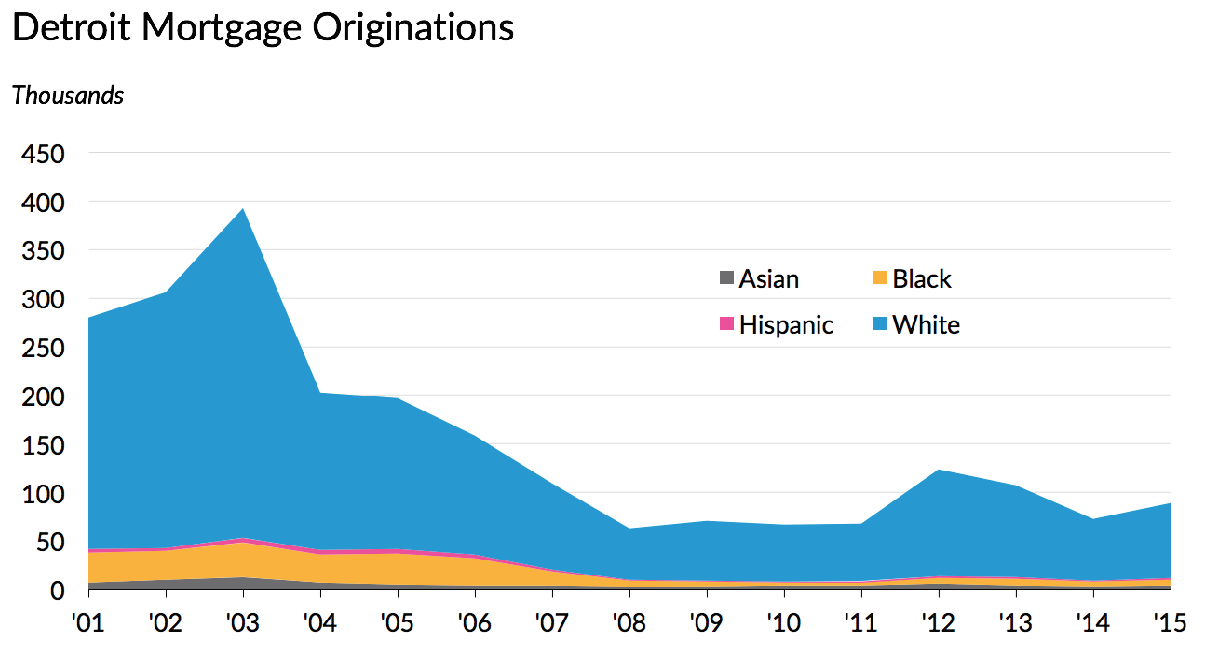 Detroit Mortgage Originations
Thousands
450
400
350
300
250
200
150
100
50
0
Asian Black
Hispanic White
'01 '02 '03 '04 '05 '06 '07 '08 '09 '10 '11 '12 '13 '14 '15